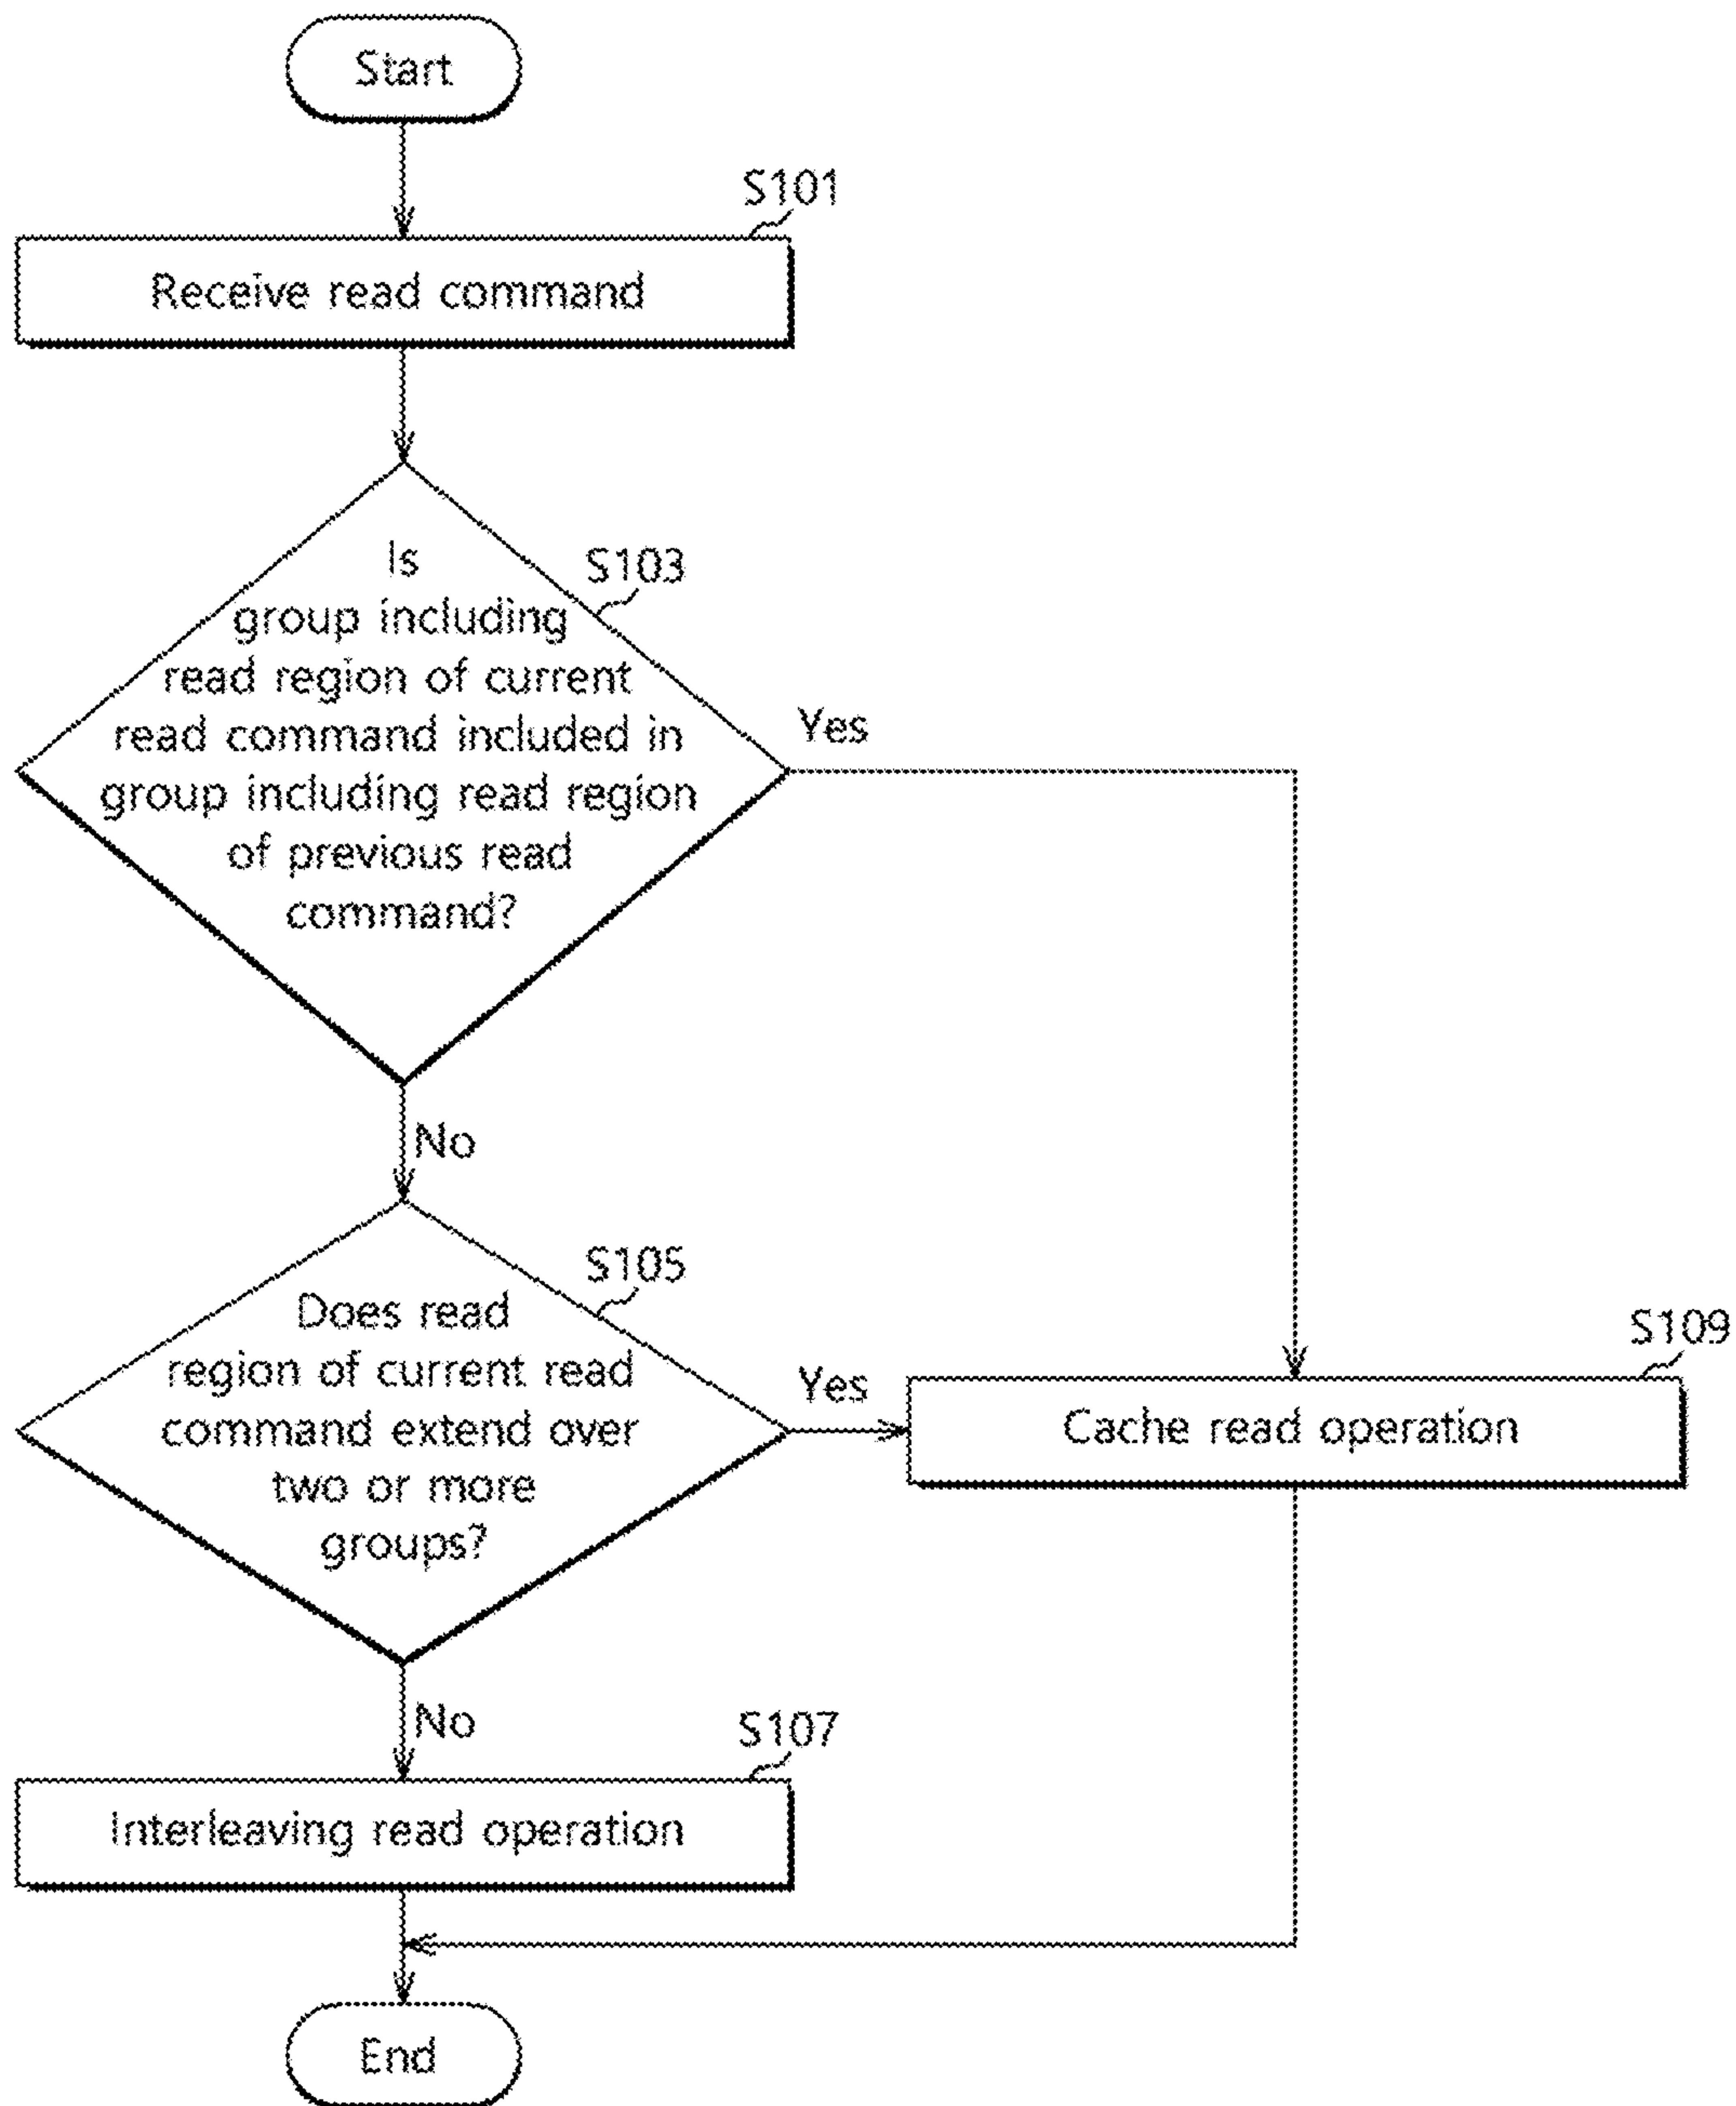 Start
S101
Receive read command
S103
Is
group including
read region of current
read command included in
group including read region
of previous read
command?
Yes
No
S105
Does read
region of current read
command extend over
two or more
groups?
Yes
S109
Cache read operation
No
S107
Interleaving read operation
End